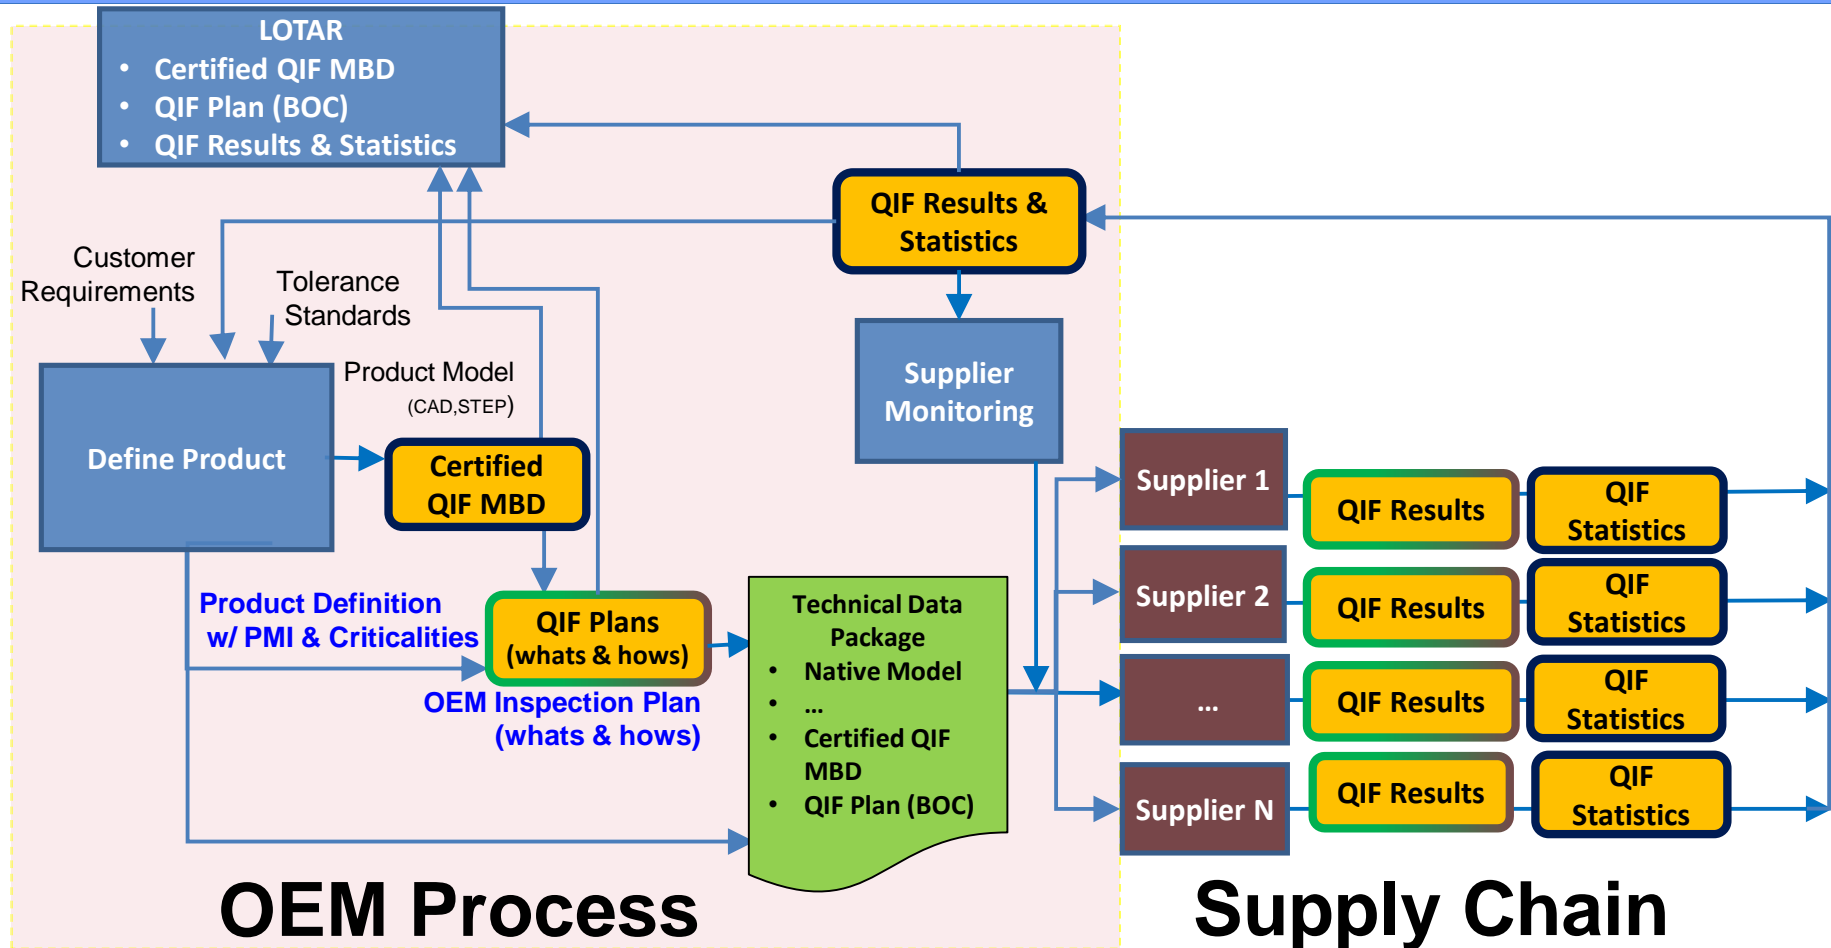 LOTAR
• Certified QIF MBD
• QIF Plan (BOC)
• QIF Results & Statistics
QIF Results &
Statistics
Customer
Requirements
Tolerance
Standards
Product Model
(CAD,STEP)
Supplier
Monitoring
Define Product
Certified
QIF MBD
Product Definition
w/ PMI & Criticalities
QIF Plans
(whats & hows)
OEM Inspection Plan
(whats & hows)
Technical Data
Package
• Native Model
• ...
• Certified QIF
MBD
• QIF Plan (BOC)
Supplier 1
QIF Results
QIF
Statistics
Supplier 2
QIF Results
QIF
Statistics
...
QIF Results
QIF
Statistics
Supplier N
QIF Results
QIF
Statistics
OEM Process
Supply Chain